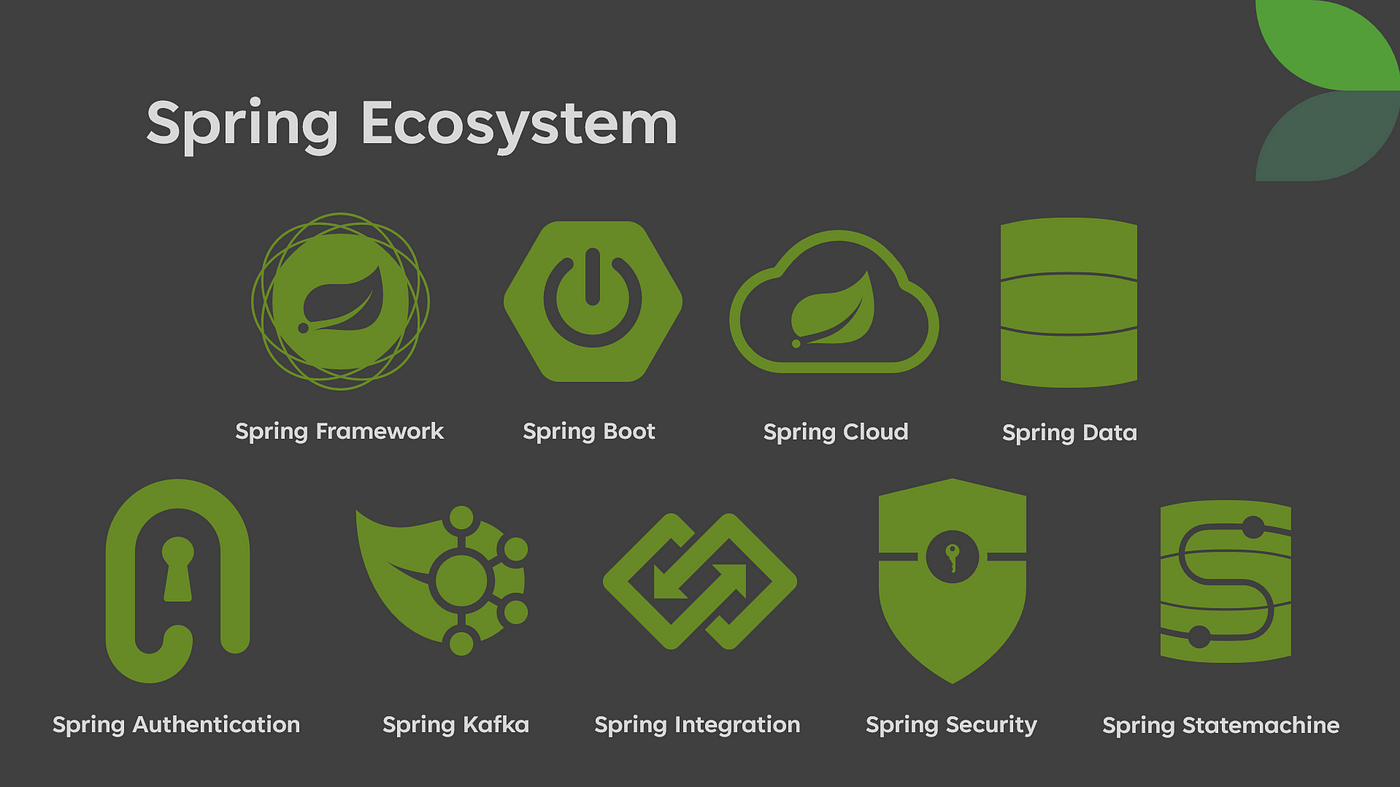 Spring Ecosystem
Spring Framework
Spring Boot
Spring Cloud
Spring Data
Spring Authentication
Spring Kafka
Spring Integration
Spring Security
Spring Statemachine